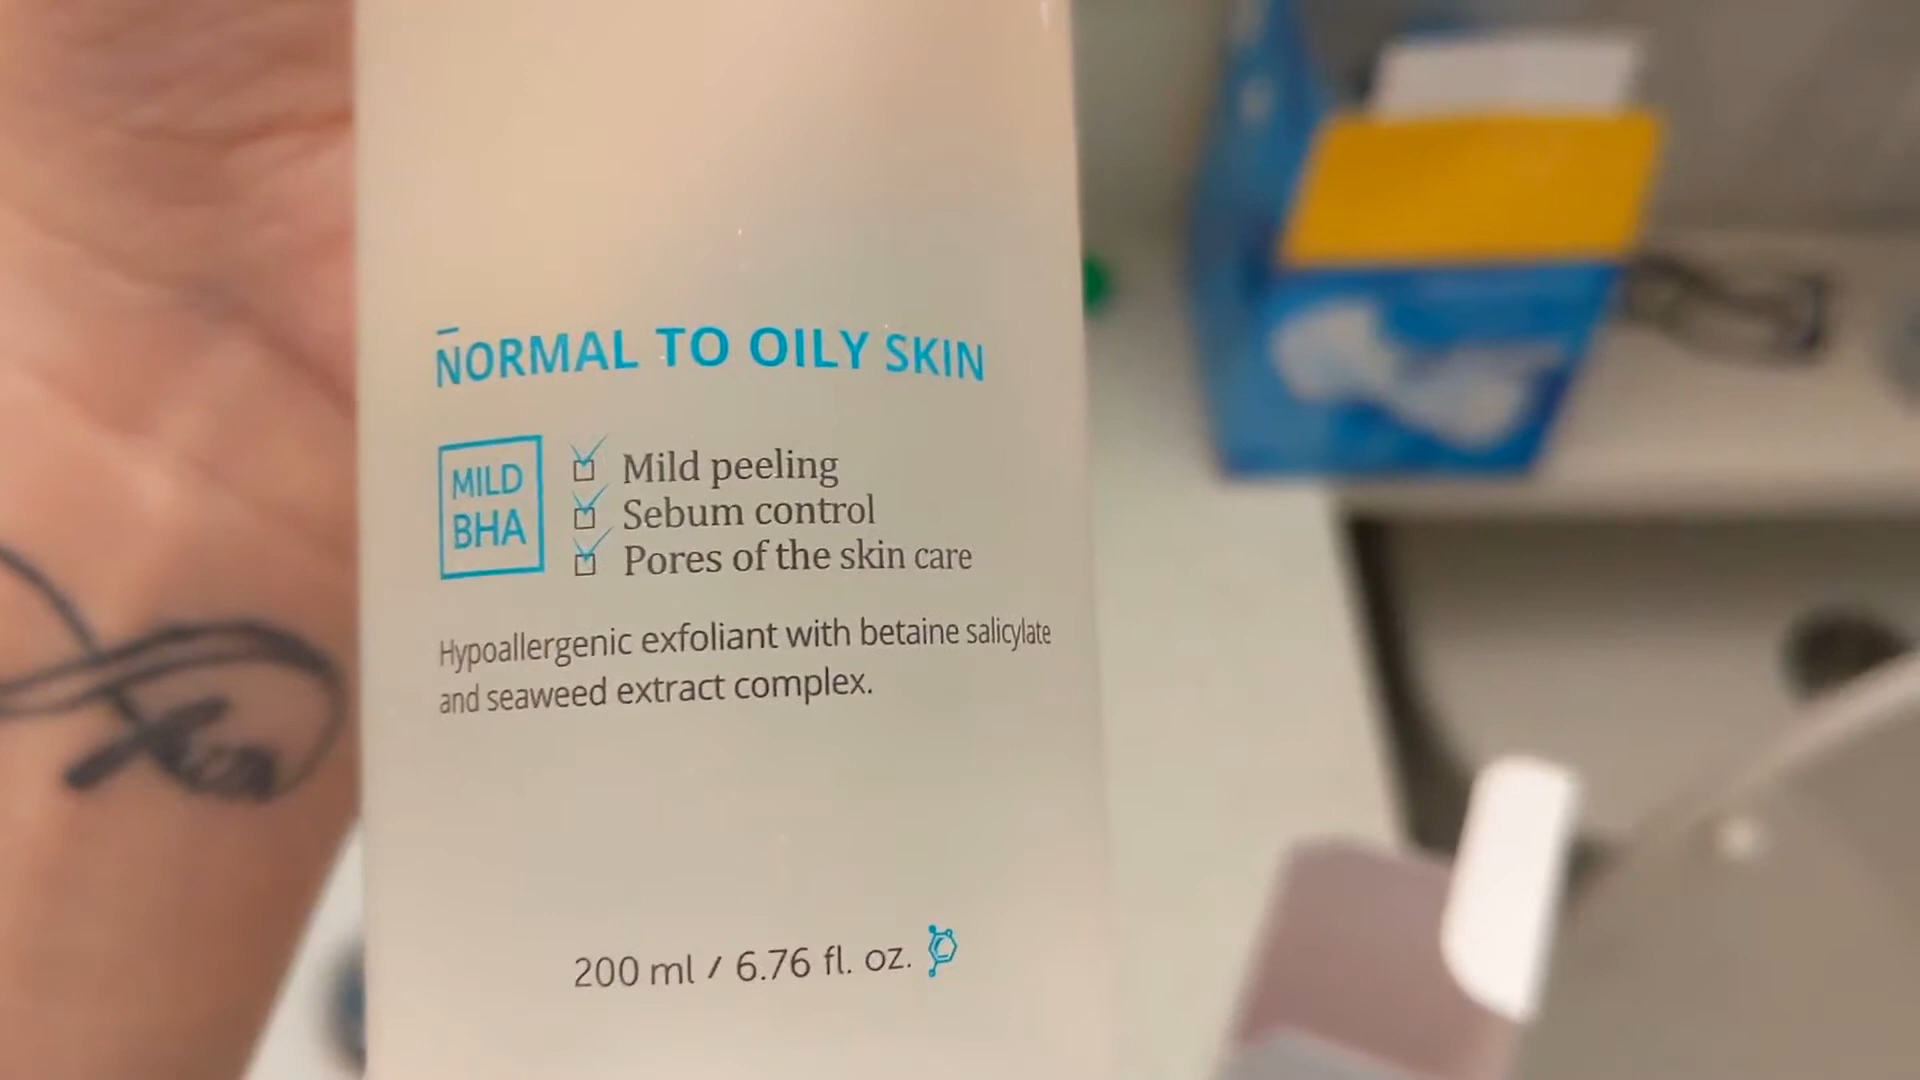 NORMAL TO OILY SKIN
MILD
BHA
Mild peeling
Sebum control
Pores of the skin care
Hypoallergenic exfoliant with betaine salicylate
and seaweed extract complex.
200 ml / 6.76 fl. oz.